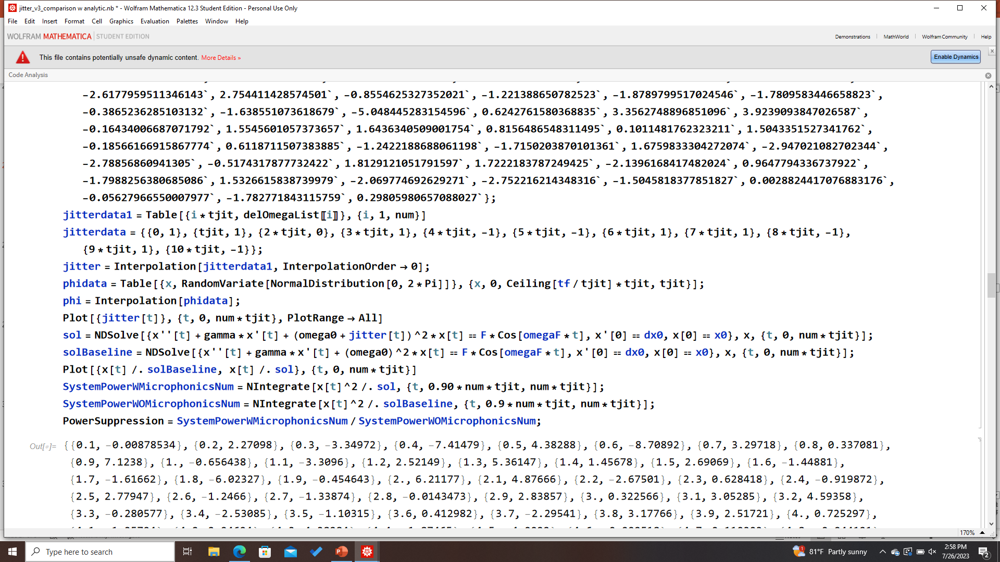 jitter_v3_comparison w analytic.nb * - Wolfram Mathematica 12.3 Student Edition - Personal Use Only
File Edit Insert Format Cell Graphics Evaluation Palettes Window Help
WOLFRAM MATHEMATICA STUDENT EDITION
Demonstrations MathWorld Wolfram Community Help
This file contains potentially unsafe dynamic content. More Details » Enable Dynamics
Code Analysis
-2.6177959511346143`, 2.754411428574501`, -0.8554625327352021`, -1.221388650782523`, -1.8789799517024546`, -1.7809583446658823`,
-0.3865236285103132`, -1.638551073618679`, -5.048445283154596`, 0.6242761580368835`, 3.3562748896851096`, 3.9239093847026587`,
-0.16434006687071792`, 1.5545601057373657`, 1.6436340509001754`, 0.8156486548311495`, 0.1011481762323211`, 1.5043351527341762`,
-0.18566166915867774`, 0.6118711507383885`, -1.2422188688061198`, -1.7150203870101361`, 1.6759833304272074`, -2.947021082702344`,
-2.78856860941305`, -0.5174317877732422`, 1.8129121051791597`, 1.7222183787249425`, -2.1396168417482024`, 0.9647794336737922`,
-1.7988256380685086`, 1.5326615838739979`, -2.069774692629271`, -2.752216214348316`, -1.5045818377851827`, 0.0028824417076883176`,
-0.05627966550007977`, -1.782771843115759`, 0.29805980657088027`};
jitterdata1 = Table[{i * tjit, delOmegaList〚i〛}, {i, 1, num}]
jitterdata = {{0, 1}, {tjit, 1}, {2 * tjit, 0}, {3 * tjit, 1}, {4 * tjit, -1}, {5 * tjit, -1}, {6 * tjit, 1}, {7 * tjit, 1}, {8 * tjit, -1},
{9 * tjit, 1}, {10 * tjit, -1}};
jitter = Interpolation[jitterdata1, InterpolationOrder → 0];
phidata = Table[{x, RandomVariate[NormalDistribution[0, 2 * Pi]]}, {x, 0, Ceiling[tf / tjit] * tjit, tjit}];
phi = Interpolation[phidata];
Plot[{jitter[t]}, {t, 0, num * tjit}, PlotRange → All]
sol = NDSolve[{x''[t] + gamma * x'[t] + (omega0 + jitter[t]) ^2 * x[t] == F * Cos[omegaF * t], x'[0] == dx0, x[0] == x0}, x, {t, 0, num * tjit}];
solBaseline = NDSolve[{x''[t] + gamma * x'[t] + (omega0) ^2 * x[t] == F * Cos[omegaF * t], x'[0] == dx0, x[0] == x0}, x, {t, 0, num * tjit}];
Plot[{x[t] /. solBaseline, x[t] /. sol}, {t, 0, num * tjit}]
SystemPowerWMicrophonicsNum = NIntegrate[x[t]^2 /. sol, {t, 0.90 * num * tjit, num * tjit}];
SystemPowerWOMicrophonicsNum = NIntegrate[x[t]^2 /. solBaseline, {t, 0.9 * num * tjit, num * tjit}];
PowerSuppression = SystemPowerWMicrophonicsNum / SystemPowerWOMicrophonicsNum;
Out[•]= {{0.1, -0.00878534}, {0.2, 2.27098}, {0.3, -3.34972}, {0.4, -7.41479}, {0.5, 4.38288}, {0.6, -8.70892}, {0.7, 3.29718}, {0.8, 0.337081},
{0.9, 7.1238}, {1., -0.656438}, {1.1, -3.3096}, {1.2, 2.52149}, {1.3, 5.36147}, {1.4, 1.45678}, {1.5, 2.69069}, {1.6, -1.44881},
{1.7, -1.61662}, {1.8, -6.02327}, {1.9, -0.454643}, {2., 6.21177}, {2.1, 4.87666}, {2.2, -2.67501}, {2.3, 0.628418}, {2.4, -0.919872},
{2.5, 2.77947}, {2.6, -1.2466}, {2.7, -1.33874}, {2.8, -0.0143473}, {2.9, 2.83857}, {3., 0.322566}, {3.1, 3.05285}, {3.2, 4.59358},
{3.3, -0.280577}, {3.4, -2.53085}, {3.5, -1.10315}, {3.6, 0.412982}, {3.7, -2.29541}, {3.8, 3.17766}, {3.9, 2.51721}, {4., 0.725297},
170%
Type here to search
81°F Partly sunny
2:58 PM
7/26/2023
2